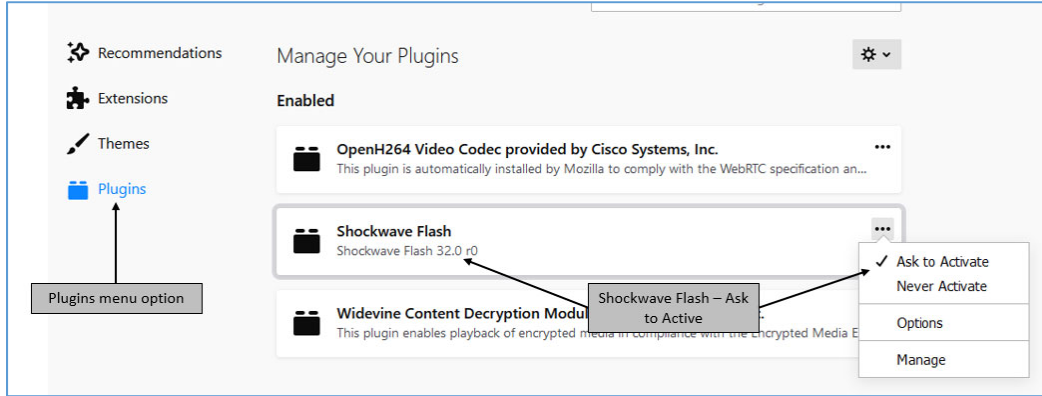 Recommendations
Extensions
Themes
Plugins
Plugins menu option
Manage Your Plugins
Enabled
OpenH264 Video Codec provided by Cisco Systems, Inc.
This plugin is automatically installed by Mozilla to comply with the WebRTC specification an...
Shockwave Flash
Shockwave Flash 32.0 r0
Ask to Activate
Never Activate
Options
Manage
Shockwave Flash – Ask
to Active
Widevine Content Decryption
This plugin enables playback of encrypted media in compliance with the Encrypted Media E